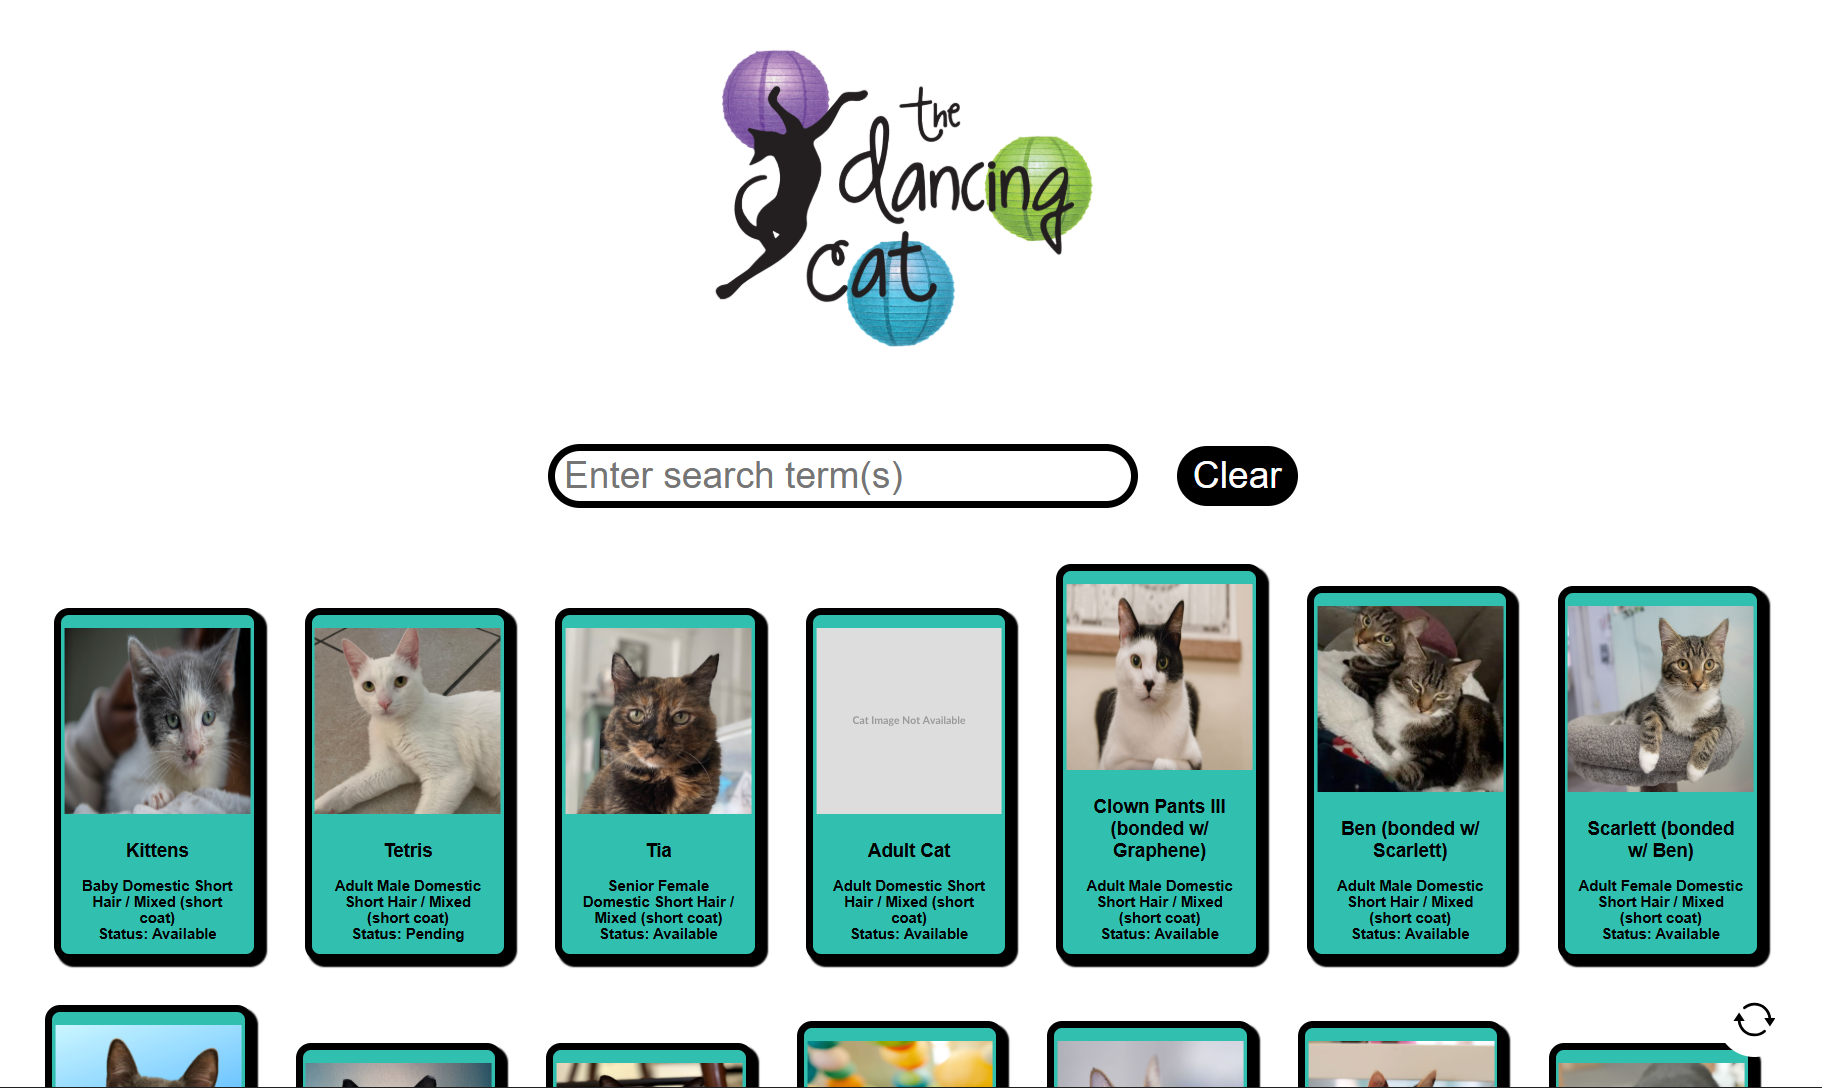 the
dancing
cat
Enter search term(s)
Clear
Kittens
Baby Domestic Short
Hair / Mixed (short
coat)
Status: Available
Tetris
Adult Male Domestic
Short Hair / Mixed
(short coat)
Status: Pending
Tia
Senior Female
Domestic Short Hair /
Mixed (short coat)
Status: Available
Cat Image Not Available
Adult Cat
Adult Domestic Short
Hair / Mixed (short
coat)
Status: Available
Clown Pants III
(bonded w/
Graphene)
Adult Male Domestic
Short Hair / Mixed
(short coat)
Status: Available
Ben (bonded w/
Scarlett)
Adult Male Domestic
Short Hair / Mixed
(short coat)
Status: Available
Scarlett (bonded
w/ Ben)
Adult Female Domestic
Short Hair / Mixed
(short coat)
Status: Available